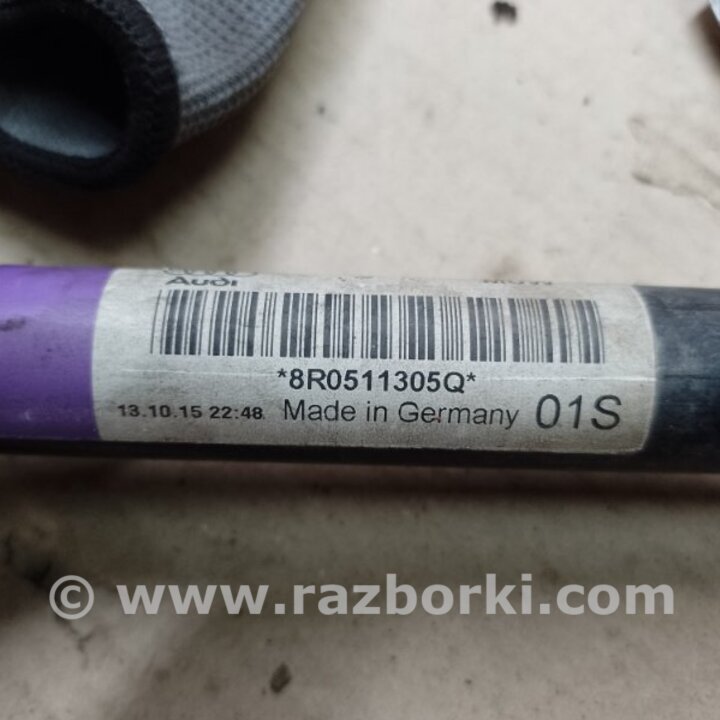 Audi
*8R0511305Q*
13.10.15 22:48 Made in Germany 01S
© www.razborki.com